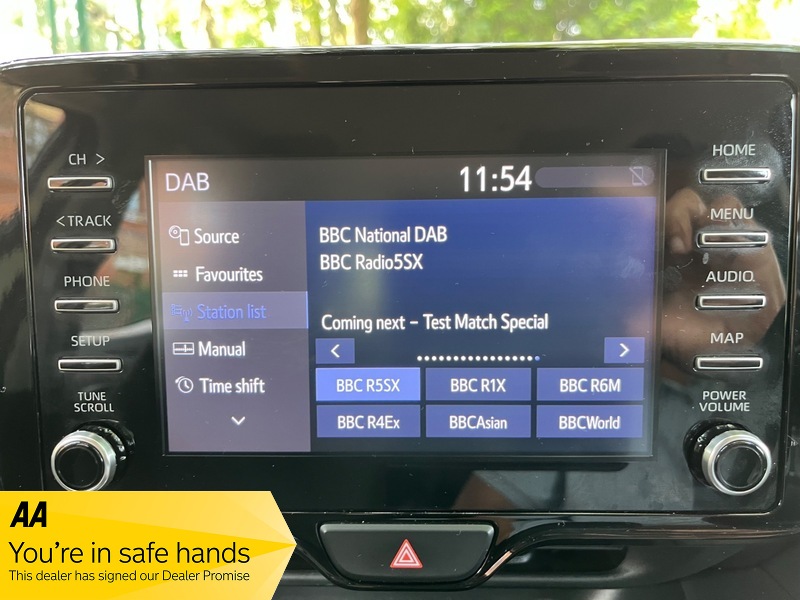 CH >
<TRACK
PHONE
SETUP
TUNE
SCROLL
DAB
11:54
Source
Favourites
Station list
Manual
Time shift
BBC National DAB
BBC Radio5SX
Coming next – Test Match Special
< >
BBC R5SX BBC R1X BBC R6M
BBC R4Ex BBCAsian BBCWorld
HOME
MENU
AUDIO
MAP
POWER
VOLUME
AA
You're in safe hands
This dealer has signed our Dealer Promise